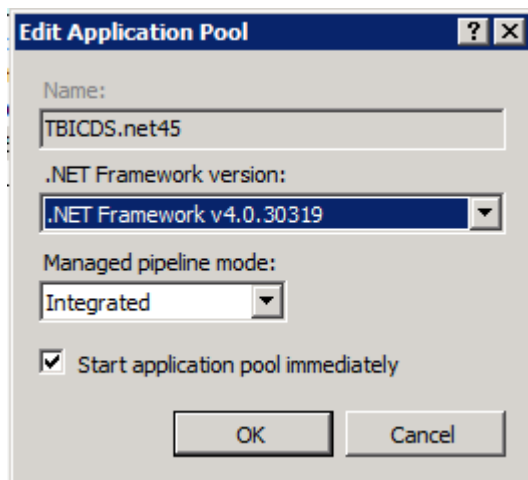 Edit Application Pool
Name:
TBICDS.net45
.NET Framework version:
.NET Framework v4.0.30319
Managed pipeline mode:
Integrated
Start application pool immediately
OK Cancel